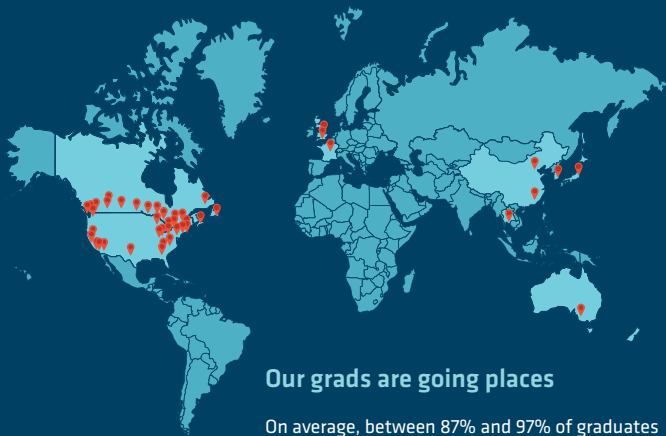 Our grads are going places
On average, between 87% and 97% of graduates